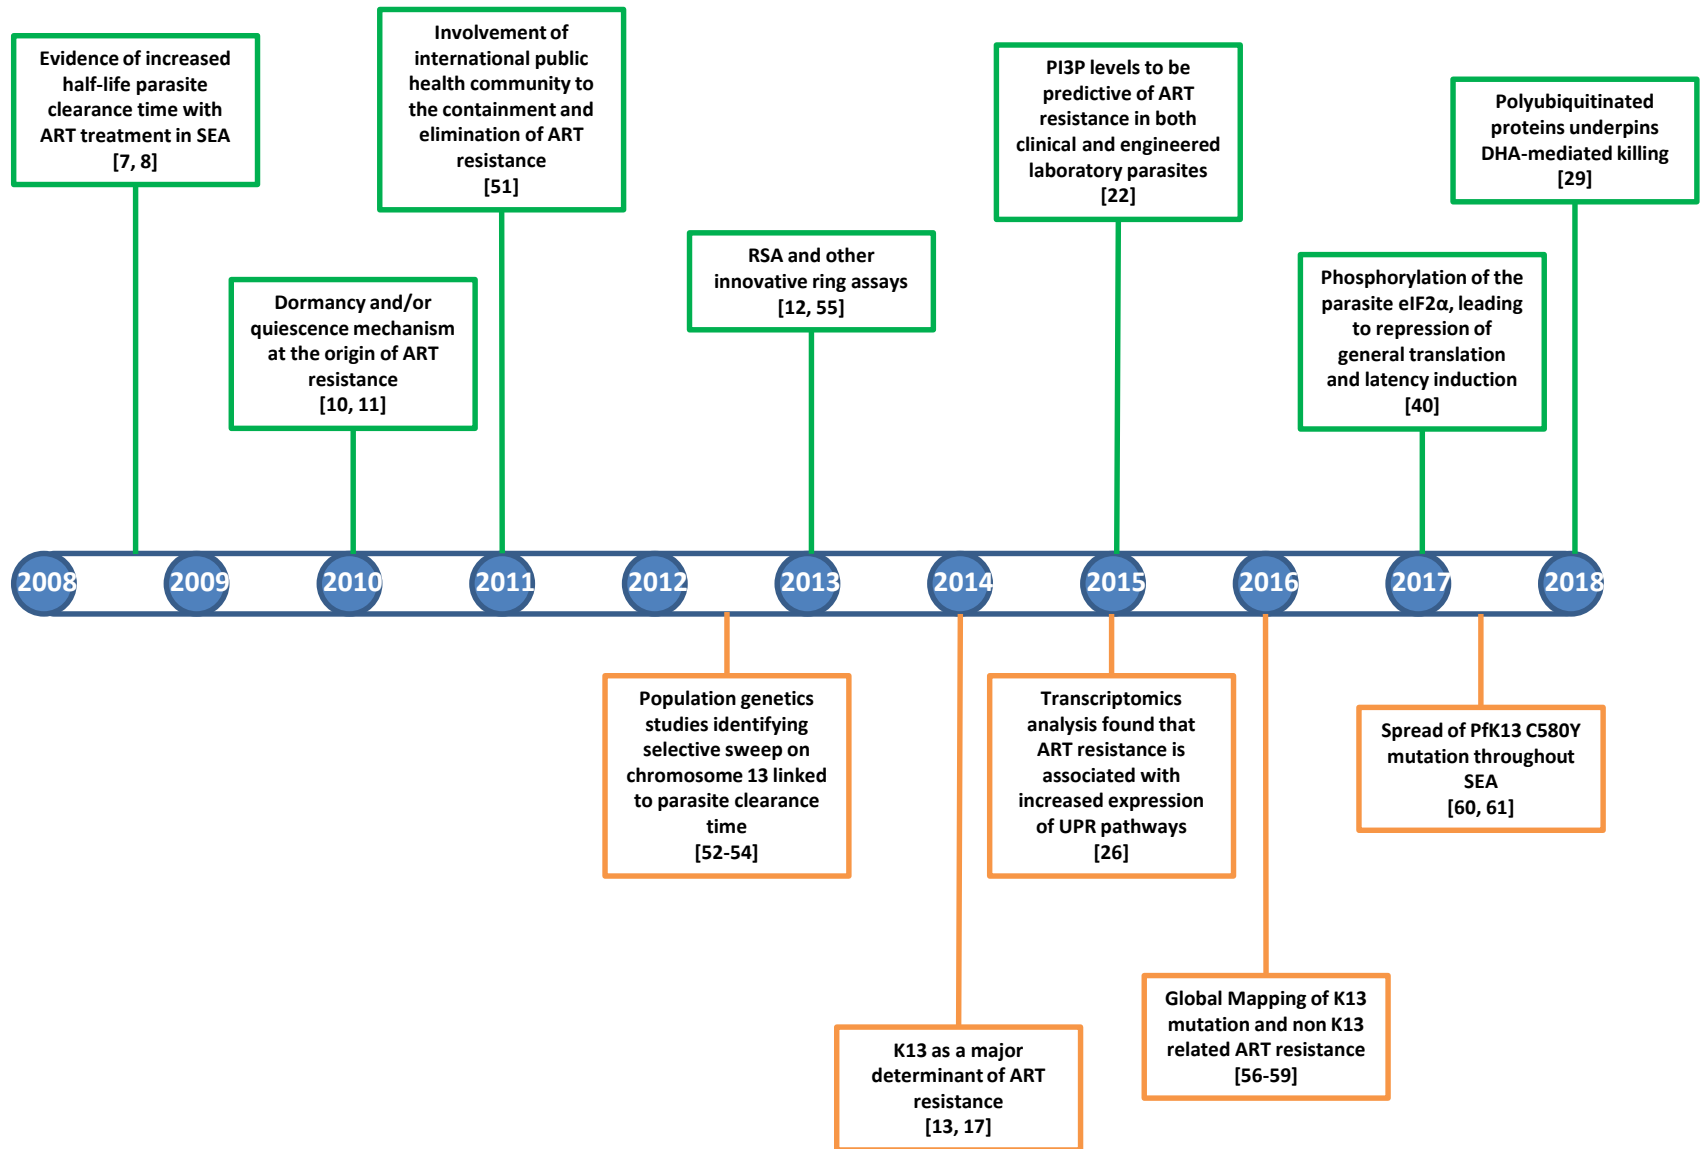 Evidence of increased
half-life parasite
clearance time with
ART treatment in SEA
[7, 8]
Dormancy and/or
quiescence mechanism
at the origin of ART
resistance
[10, 11]
Involvement of
international public
health community to
the containment and
elimination of ART
resistance
[51]
RSA and other
innovative ring assays
[12, 55]
PI3P levels to be
predictive of ART
resistance in both
clinical and engineered
laboratory parasites
[22]
Phosphorylation of the
parasite eIF2α, leading
to repression of
general translation
and latency induction
[40]
Polyubiquitinated
proteins underpins
DHA-mediated killing
[29]
2008 2009 2010 2011 2012 2013 2014 2015 2016 2017 2018
Population genetics
studies identifying
selective sweep on
chromosome 13 linked
to parasite clearance
time
[52-54]
K13 as a major
determinant of ART
resistance
[13, 17]
Transcriptomics
analysis found that
ART resistance is
associated with
increased expression
of UPR pathways
[26]
Global Mapping of K13
mutation and non K13
related ART resistance
[56-59]
Spread of PfK13 C580Y
mutation throughout
SEA
[60, 61]